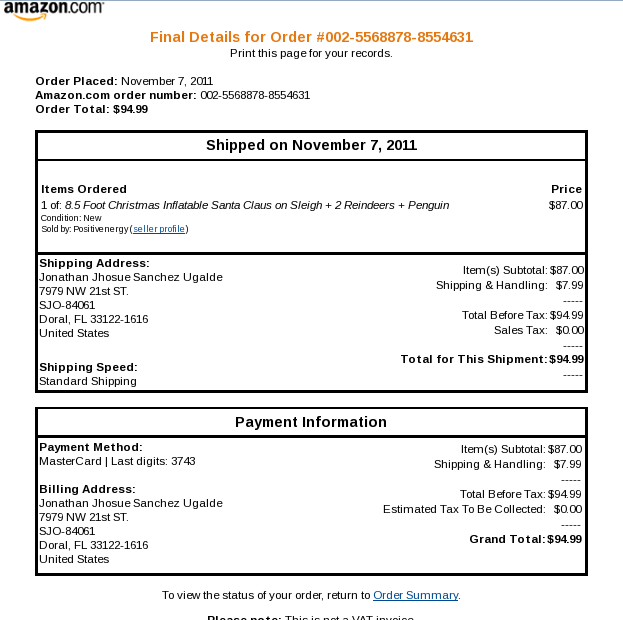 amazon.com
Final Details for Order #002-5568878-8554631
Print this page for your records.
Order Placed: November 7, 2011
Amazon.com order number: 002-5568878-8554631
Order Total: $94.99
Shipped on November 7, 2011
Items Ordered Price
1 of: 8.5 Foot Christmas Inflatable Santa Claus on Sleigh + 2 Reindeers + Penguin $87.00
Condition: New
Sold by: Positivenergy (seller profile)
Shipping Address:
Jonathan Jhosue Sanchez Ugalde
7979 NW 21st ST.
SJO-84061
Doral, FL 33122-1616
United States
Shipping Speed:
Standard Shipping
Item(s) Subtotal: $87.00
Shipping & Handling: $7.99
-----
Total Before Tax: $94.99
Sales Tax: $0.00
-----
Total for This Shipment: $94.99
-----
Payment Information
Payment Method:
MasterCard | Last digits: 3743
Billing Address:
Jonathan Jhosue Sanchez Ugalde
7979 NW 21st ST.
SJO-84061
Doral, FL 33122-1616
United States
Item(s) Subtotal: $87.00
Shipping & Handling: $7.99
-----
Total Before Tax: $94.99
Estimated Tax To Be Collected: $0.00
-----
Grand Total: $94.99
To view the status of your order, return to Order Summary.
Please note: This is not a VAT invoice.